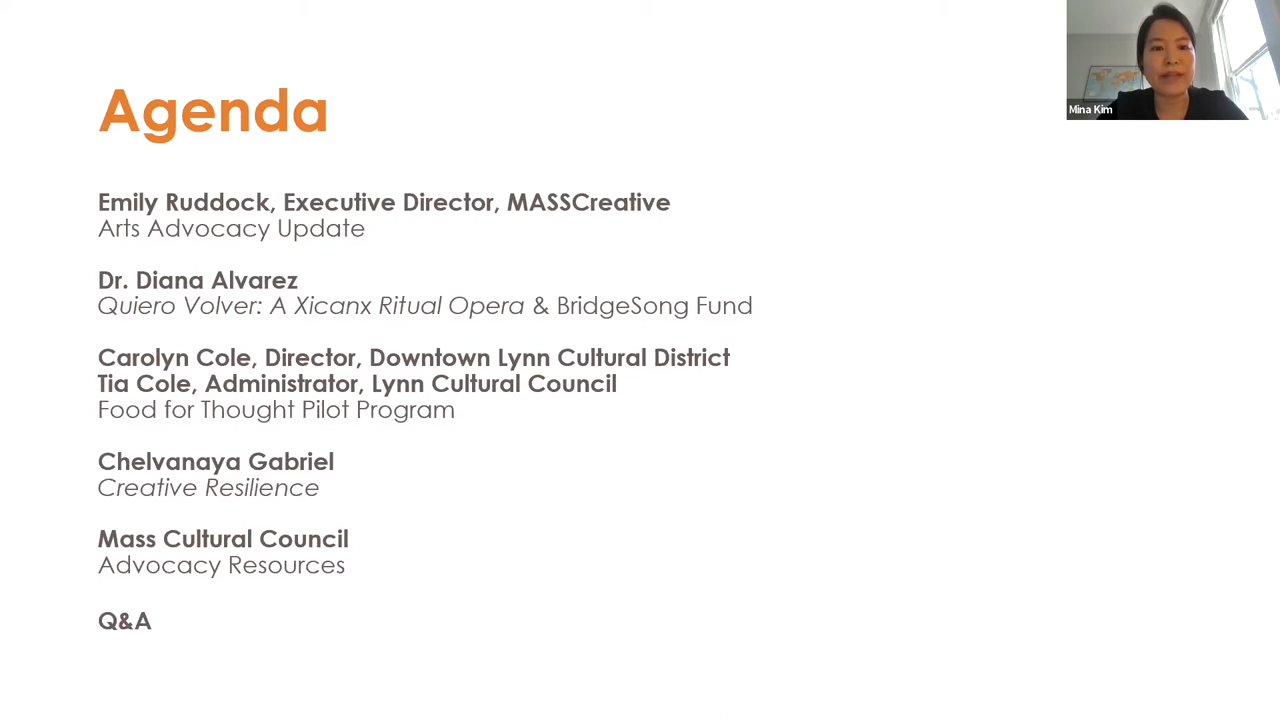 Agenda
Mina Kim
Emily Ruddock, Executive Director, MASSCreative
Arts Advocacy Update
Dr. Diana Alvarez
Quiero Volver: A Xicanx Ritual Opera & BridgeSong Fund
Carolyn Cole, Director, Downtown Lynn Cultural District
Tia Cole, Administrator, Lynn Cultural Council
Food for Thought Pilot Program
Chelvanaya Gabriel
Creative Resilience
Mass Cultural Council
Advocacy Resources
Q&A